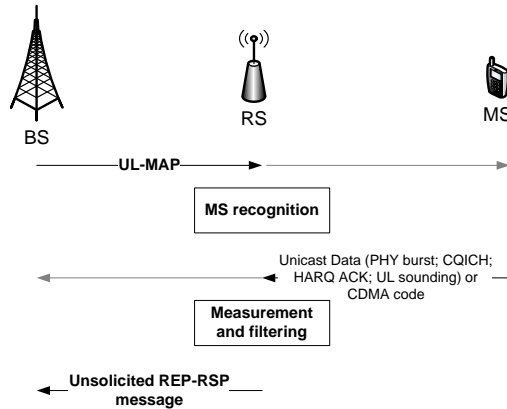 BS
RS
MS
UL-MAP
MS recognition
Unicast Data (PHY burst; CQICH;
HARQ ACK; UL sounding) or
CDMA code
Measurement
and filtering
Unsolicited REP-RSP
message